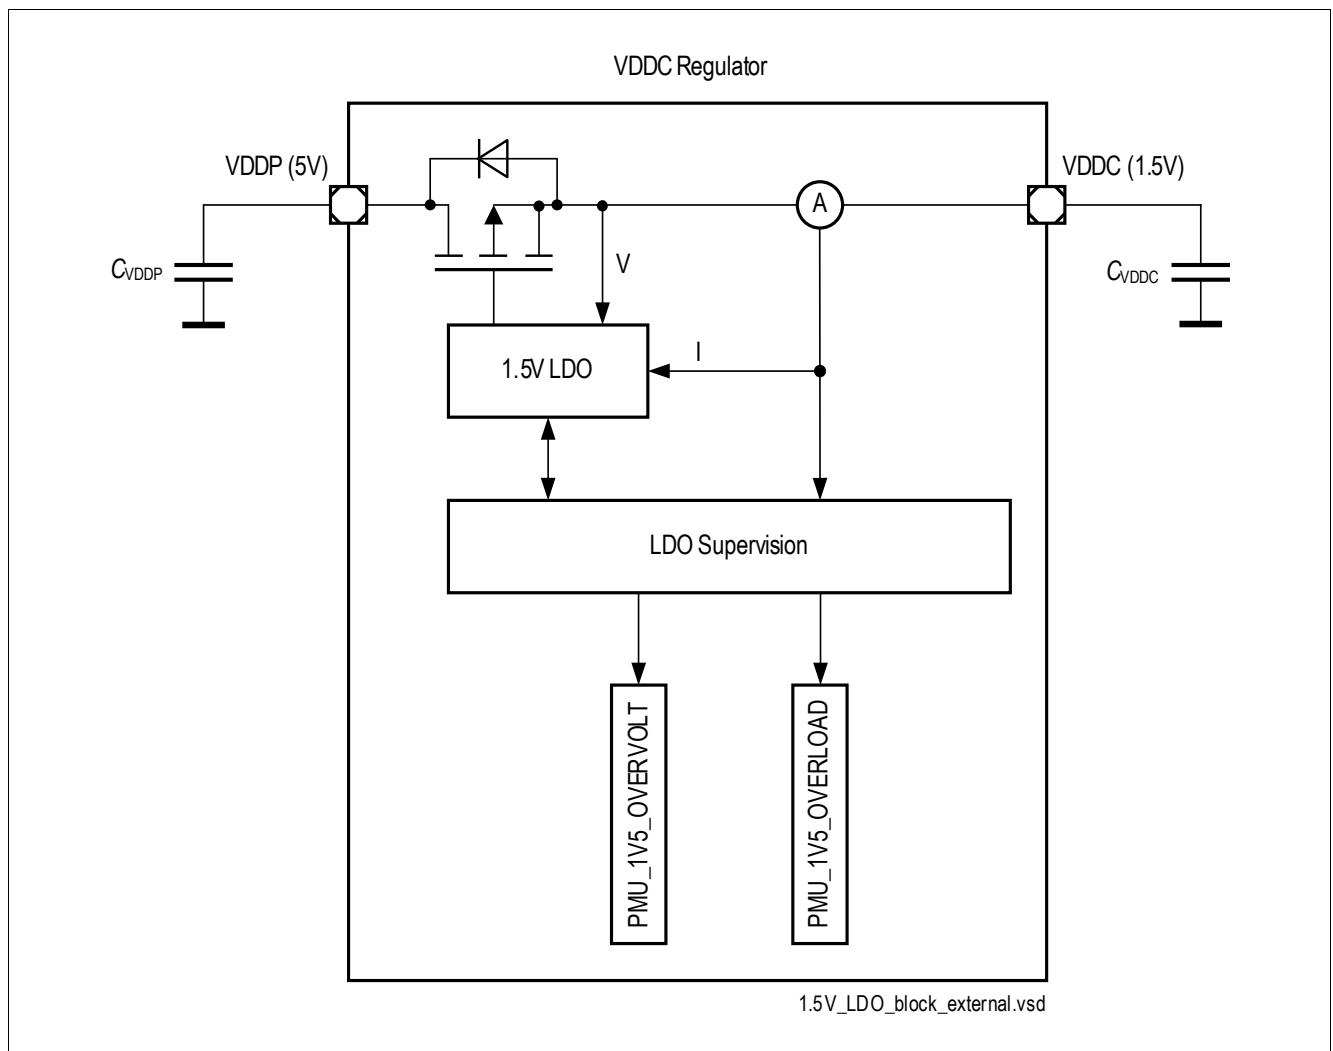 VDDC Regulator
VDDP (5V)
VDDC (1.5V)
A
CVDDP
V
CVDDC
I
1.5V LDO
LDO Supervision
PMU_1V5_OVERVOLT
PMU_1V5_OVERLOAD
1.5V_LDO_block_external.vsd